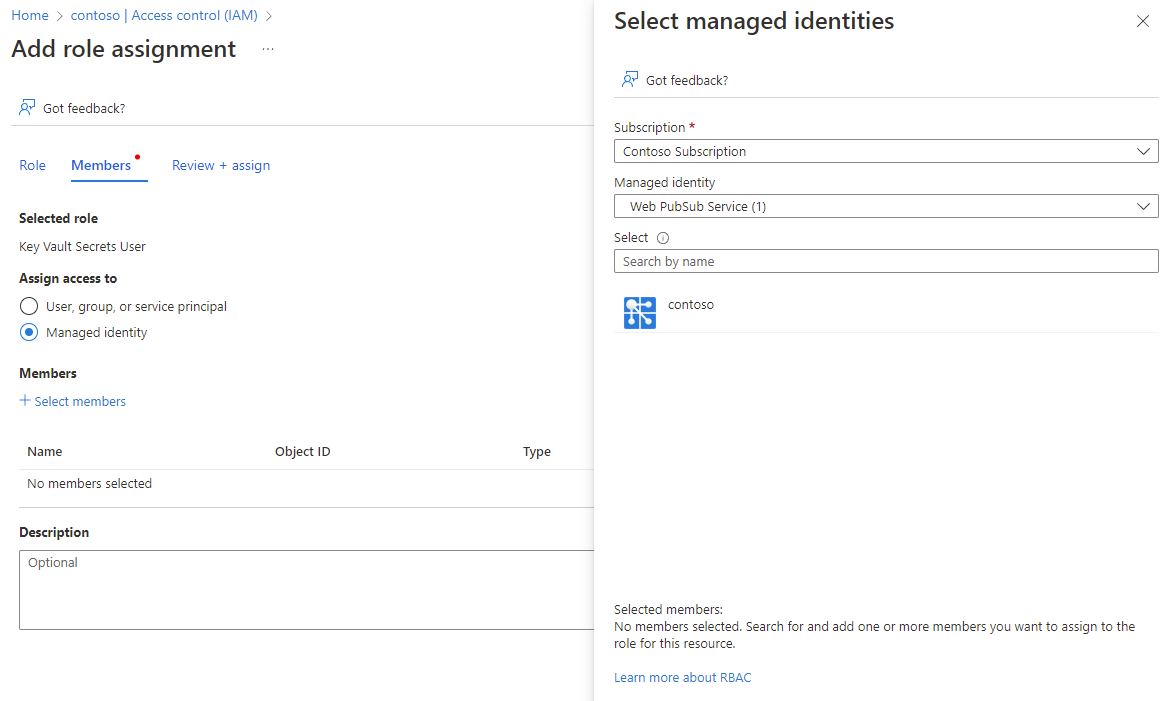 Home > contoso | Access control (IAM) >
Add role assignment ...
Got feedback?
Role Members Review + assign
Selected role
Key Vault Secrets User
Assign access to
User, group, or service principal
Managed identity
Members
+ Select members
Name Object ID Type
No members selected
Description
Optional
Select managed identities
Got feedback?
Subscription *
Contoso Subscription
Managed identity
Web PubSub Service (1)
Select
Search by name
contoso
Selected members:
No members selected. Search for and add one or more members you want to assign to the
role for this resource.
Learn more about RBAC